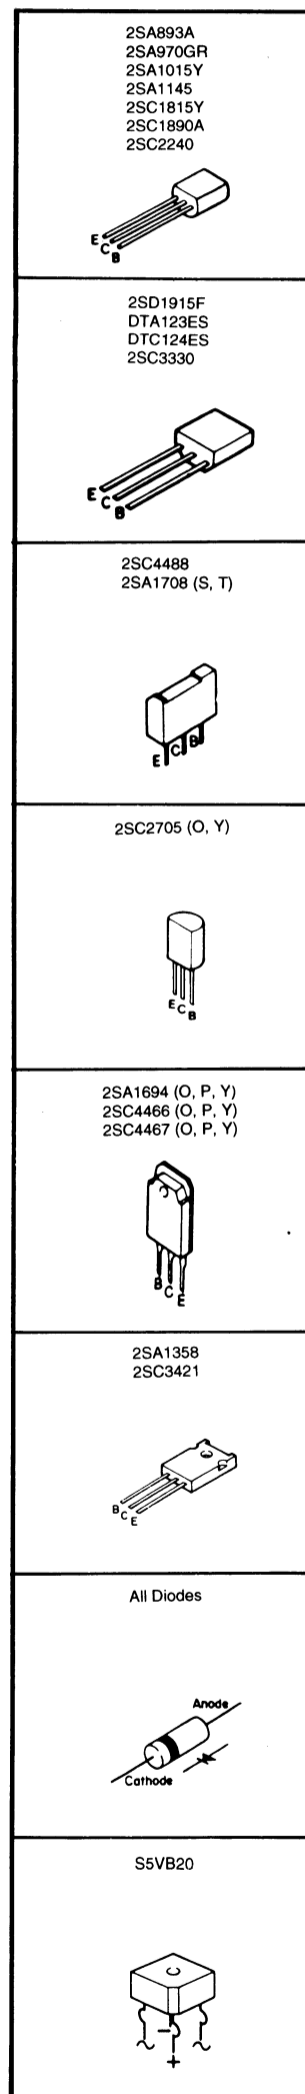 2SA893A
2SA970GR
2SA1015Y
2SA1145
2SC1815Y
2SC1890A
2SC2240
E
C
B
2SD1915F
DTA123ES
DTC124ES
2SC3330
E
C
B
2SC4488
2SA1708 (S, T)
E C B
2SC2705 (O, Y)
E C B
2SA1694 (O, P, Y)
2SC4466 (O, P, Y)
2SC4467 (O, P, Y)
B C E
2SA1358
2SC3421
B
C
E
All Diodes
Anode
Cathode
S5VB20
−
~ ~
+